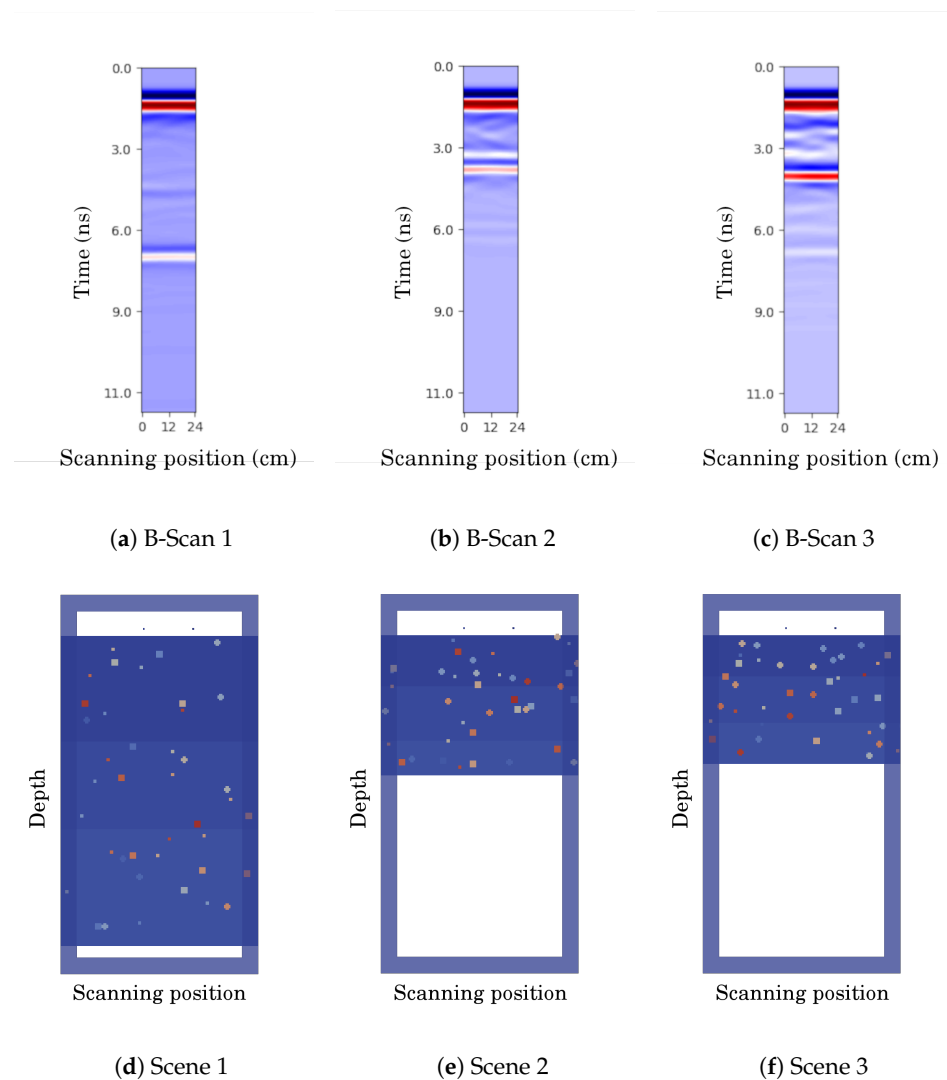 0.0
3.0
6.0
9.0
11.0
Time (ns)
0 12 24
Scanning position (cm)
(a) B-Scan 1
0.0
3.0
6.0
9.0
11.0
Time (ns)
0 12 24
Scanning position (cm)
(b) B-Scan 2
0.0
3.0
6.0
9.0
11.0
Time (ns)
0 12 24
Scanning position (cm)
(c) B-Scan 3
Depth
Scanning position
(d) Scene 1
Depth
Scanning position
(e) Scene 2
Depth
Scanning position
(f) Scene 3